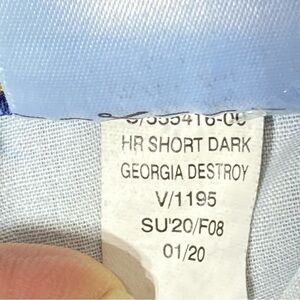 HR SHORT DARK
GEORGIA DESTROY
V/1195
SU'20/F08
01/20